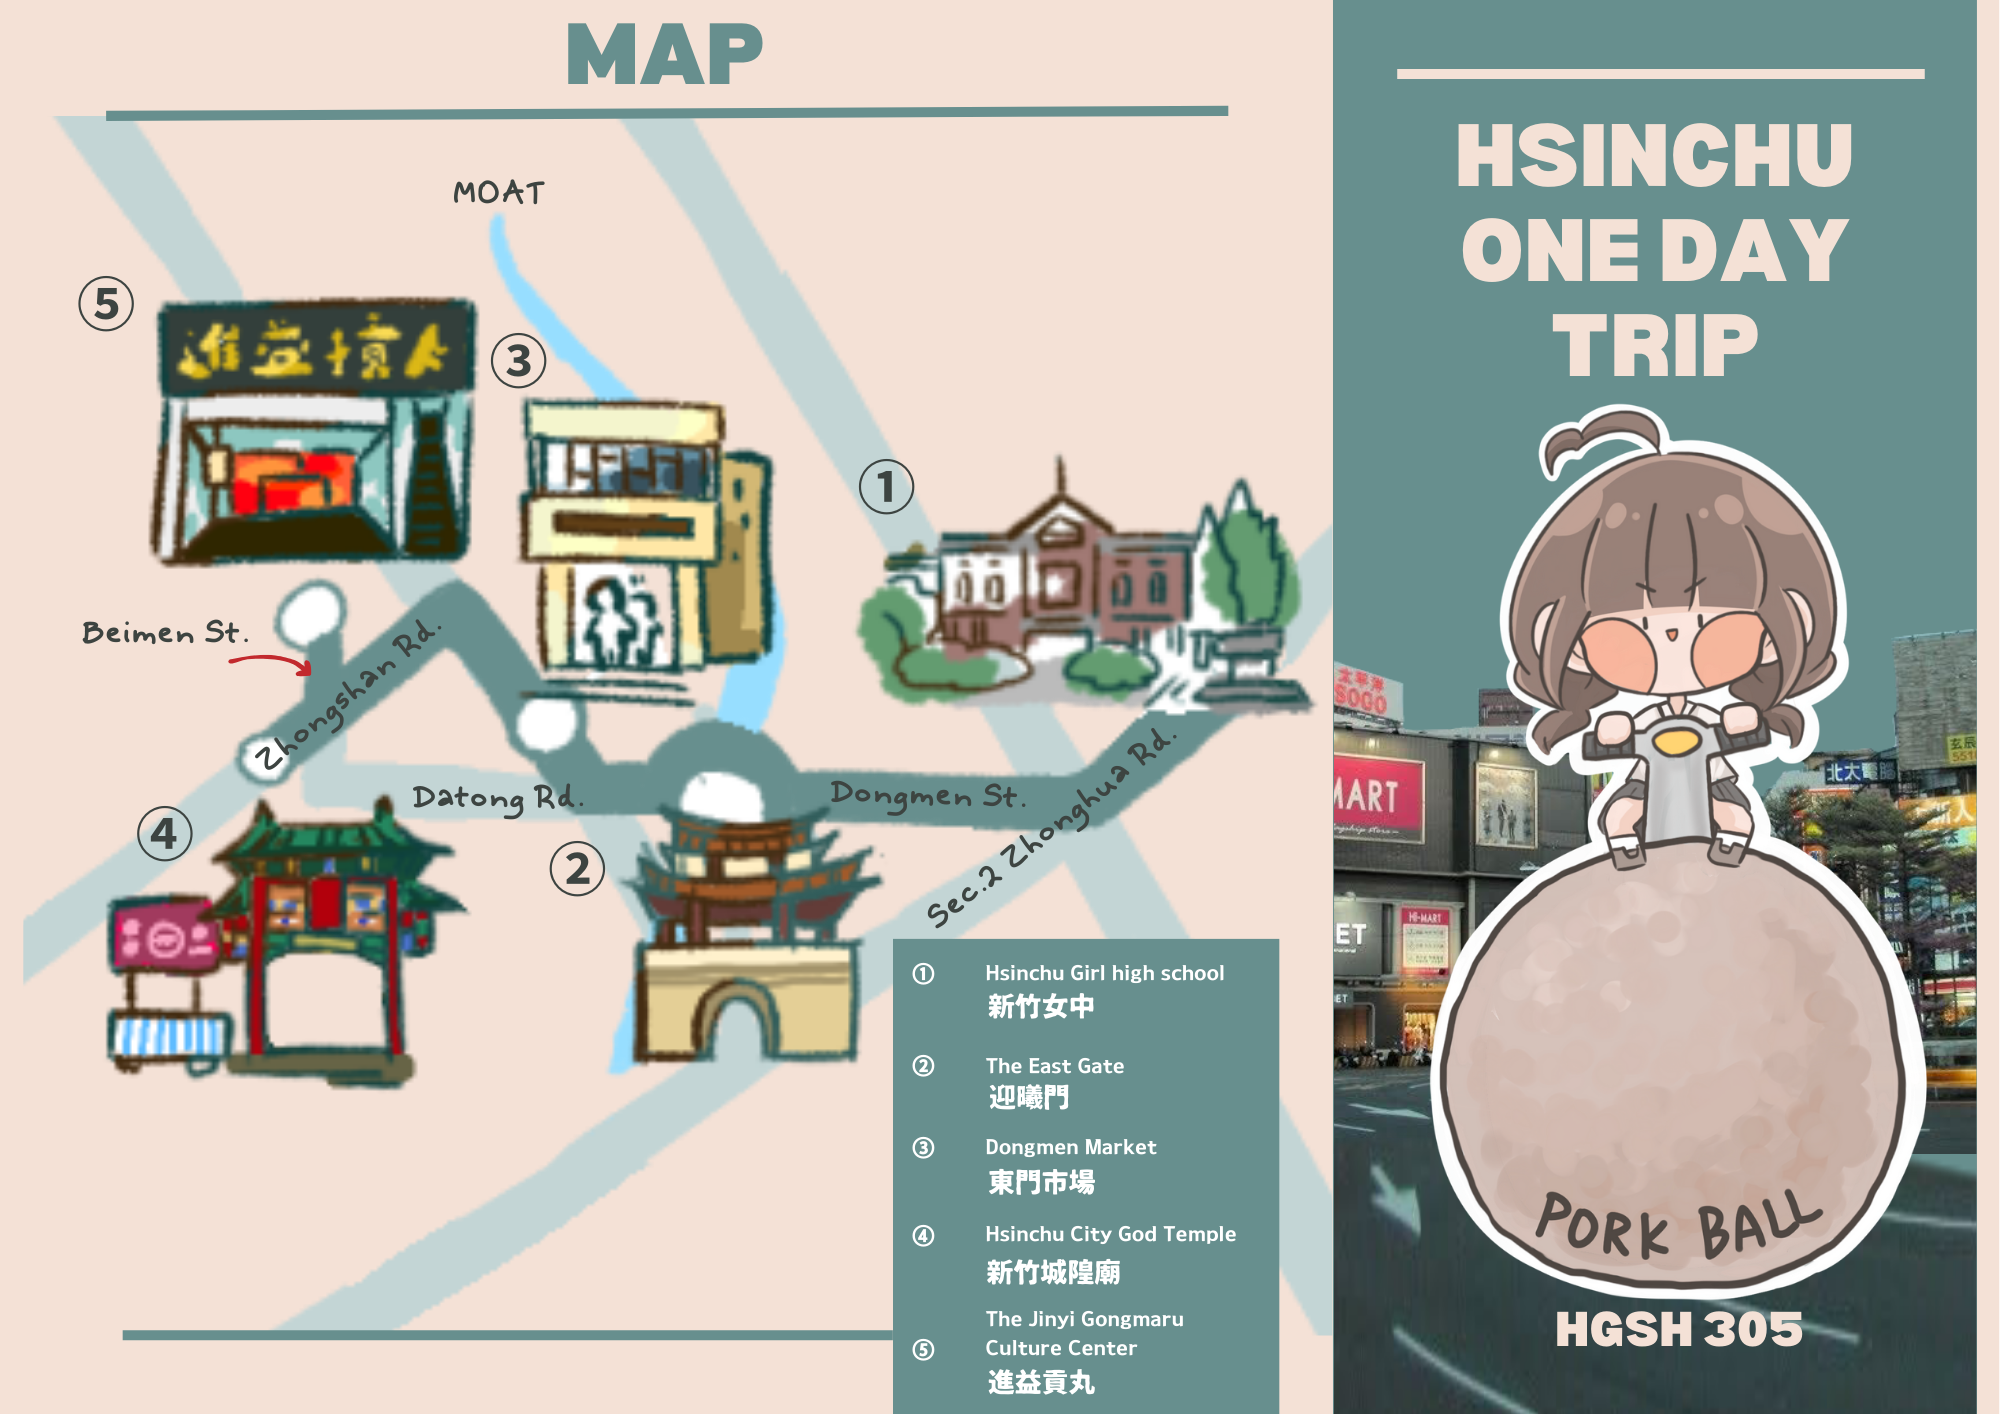 MAP
MOAT
5
進益摃丸
3
1
Beimen St.
Zhongshan Rd.
Datong Rd.
Dongmen St.
Sec.2 Zhonghua Rd.
4
2
① Hsinchu Girl high school
新竹女中
② The East Gate
迎曦門
③ Dongmen Market
東門市場
④ Hsinchu City God Temple
新竹城隍廟
The Jinyi Gongmaru
⑤ Culture Center
進益貢丸
HSINCHU
ONE DAY
TRIP
太平洋
SOGO
MART
北大
HI-MART
ET
PORK BALL
HGSH 305